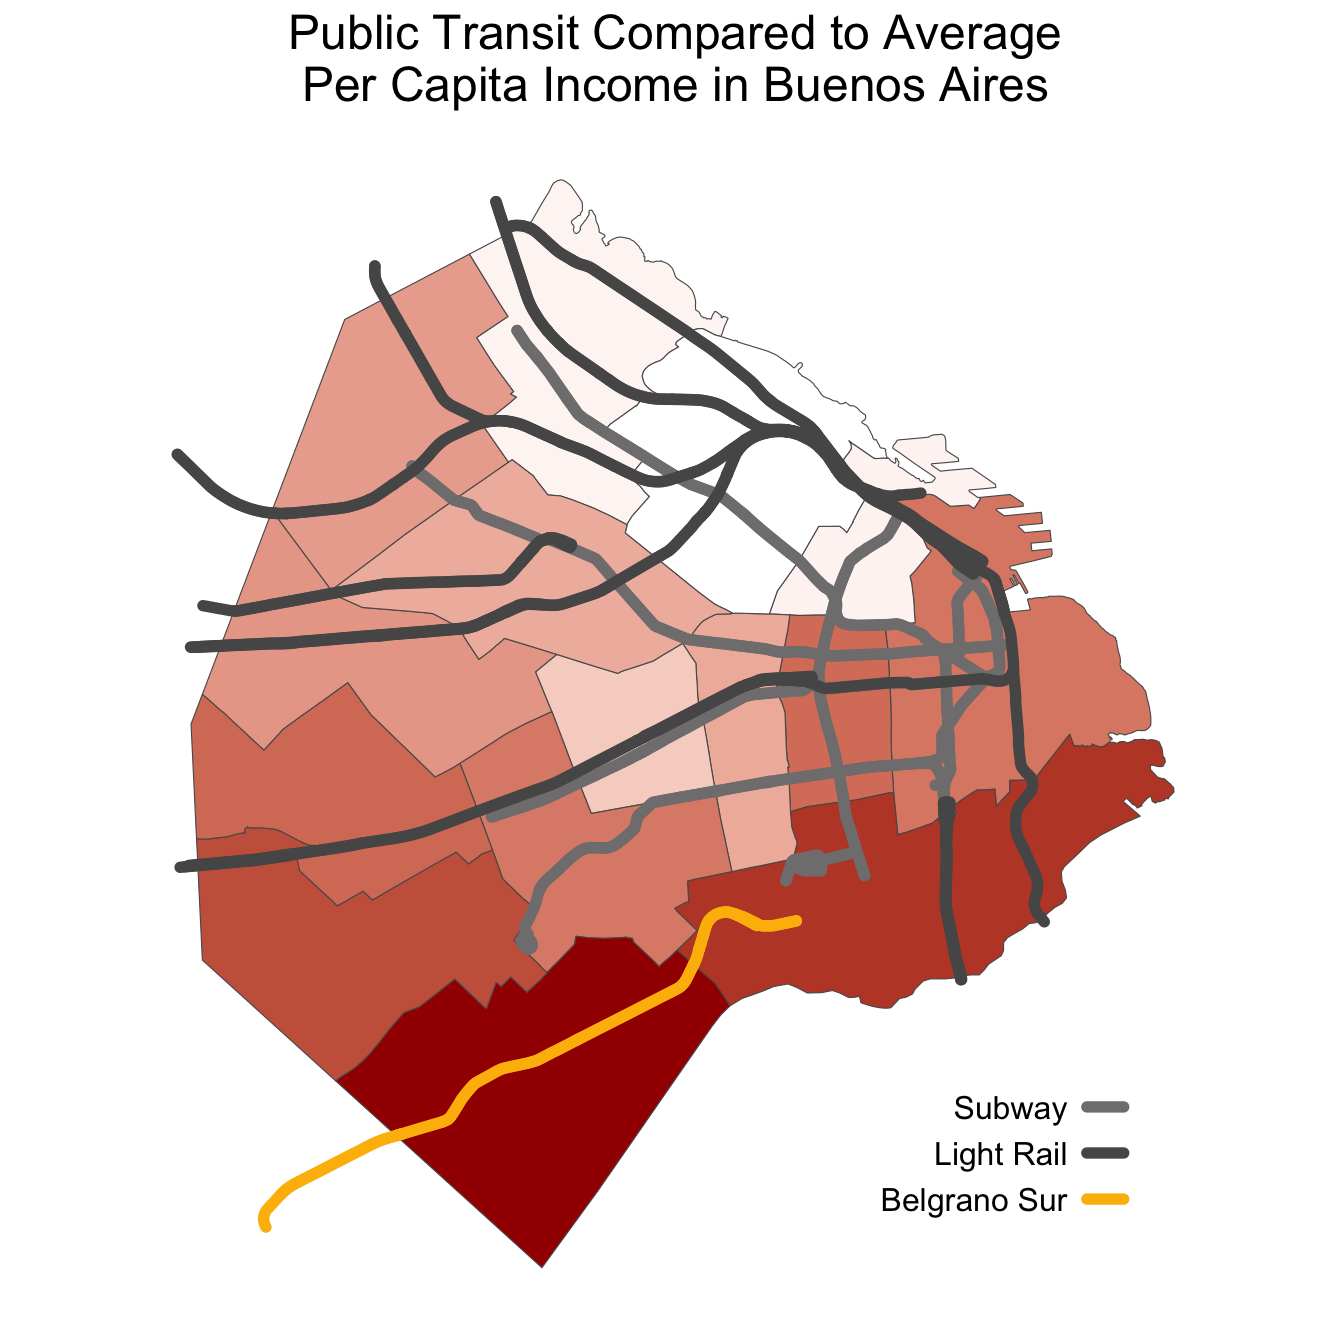 Public Transit Compared to Average
Per Capita Income in Buenos Aires
Subway
Light Rail
Belgrano Sur